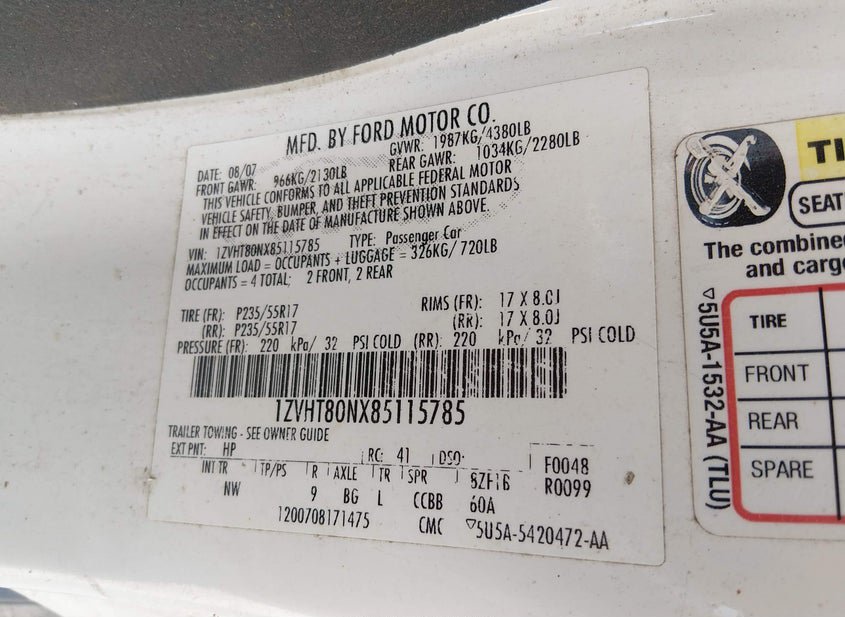 MFD. BY FORD MOTOR CO.
DATE: 08/07 GVWR: 1987KG/4380LB
FRONT GAWR: 966KG/2130LB REAR GAWR: 1034KG/2280LB
THIS VEHICLE CONFORMS TO ALL APPLICABLE FEDERAL MOTOR
VEHICLE SAFETY, BUMPER, AND THEFT PREVENTION STANDARDS
IN EFFECT ON THE DATE OF MANUFACTURE SHOWN ABOVE.
VIN: 1ZVHT80NX85115785 TYPE: Passenger Car
MAXIMUM LOAD = OCCUPANTS + LUGGAGE = 326KG/720LB
OCCUPANTS = 4 TOTAL; 2 FRONT, 2 REAR
TIRE (FR): P235/55R17 RIMS (FR): 17 X 8.0J
(RR): P235/55R17 (RR): 17 X 8.0J
PRESSURE (FR): 220 kPa/ 32 PSI COLD (RR): 220 kPa/ 32 PSI COLD
1ZVHT80NX85115785
TRAILER TOWING - SEE OWNER GUIDE
EXT PNT: HP RC: 41 DSO: F0048
INT TR TP/PS R AXLE TR SPR R0099
NW 9 BG L CCBB 60A
1200708171475 CMC ▽5U5A-5420472-AA
TI
SEAT
The combined
and cargo
TIRE
FRONT
REAR
SPARE
▽5U5A-1532-AA (TLU)